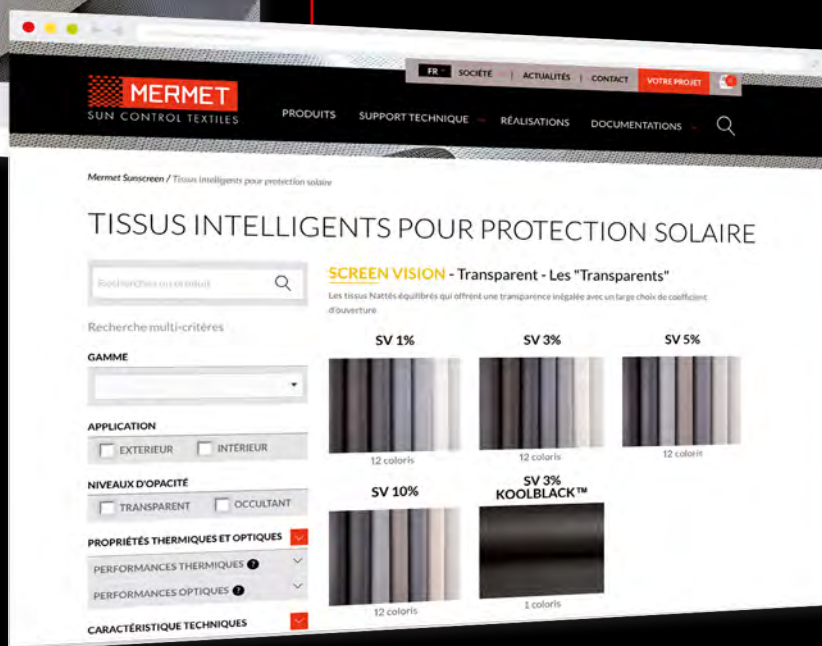 FR SOCIÉTÉ | ACTUALITÉS | CONTACT VOTRE PROJET
MERMET
SUN CONTROL TEXTILES
PRODUITS SUPPORT TECHNIQUE RÉALISATIONS DOCUMENTATIONS
Mermet Sunscreen / Tissus intelligents pour protection solaire
TISSUS INTELLIGENTS POUR PROTECTION SOLAIRE
Recherchez un produit
Recherche multi-critères
GAMME
APPLICATION
EXTERIEUR INTÉRIEUR
NIVEAUX D'OPACITÉ
TRANSPARENT OCCULTANT
PROPRIÉTÉS THERMIQUES ET OPTIQUES
PERFORMANCES THERMIQUES ?
PERFORMANCES OPTIQUES ?
CARACTÉRISTIQUE TECHNIQUES
SCREEN VISION - Transparent - Les "Transparents"
Les tissus Nattés équilibrés qui offrent une transparence inégalée avec un large choix de coefficient
d'ouverture
SV 1% SV 3% SV 5%
12 coloris 12 coloris 12 coloris
SV 10% SV 3%
KOOLBLACK™
12 coloris 1 coloris